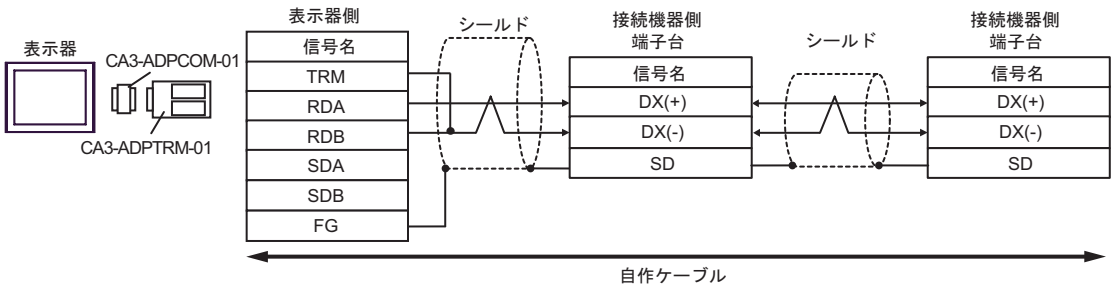 表示器
CA3-ADPCOM-01
CA3-ADPTRM-01
表示器側
信号名
TRM
RDA
RDB
SDA
SDB
FG
シールド
接続機器側
端子台
信号名
DX(+)
DX(-)
SD
シールド
接続機器側
端子台
信号名
DX(+)
DX(-)
SD
自作ケーブル